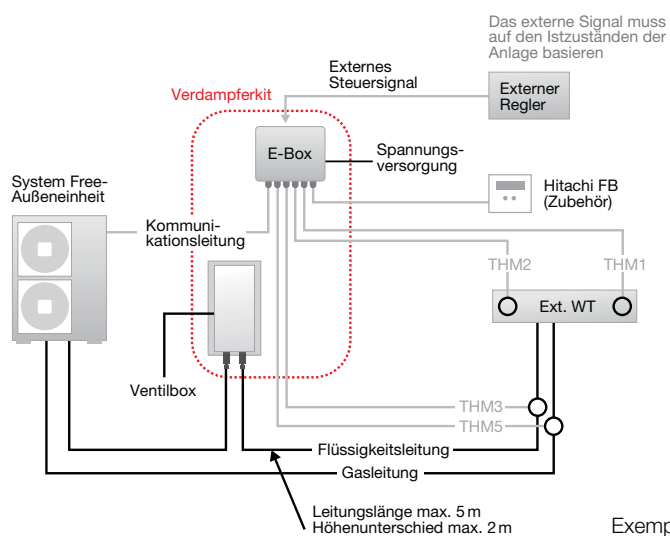 Das externe Signal muss
auf den Istzuständen der
Anlage basieren
Externes
Steuersignal
Externer
Regler
Verdampferkit
E-Box
Spannungs-
versorgung
System Free-
Außeneinheit
Hitachi FB
(Zubehör)
Kommuni-
kationsleitung
THM2
THM1
Ext. WT
Ventilbox
THM3
THM5
Flüssigkeitsleitung
Gasleitung
Leitungslänge max. 5 m
Höhenunterschied max. 2 m
Exemp